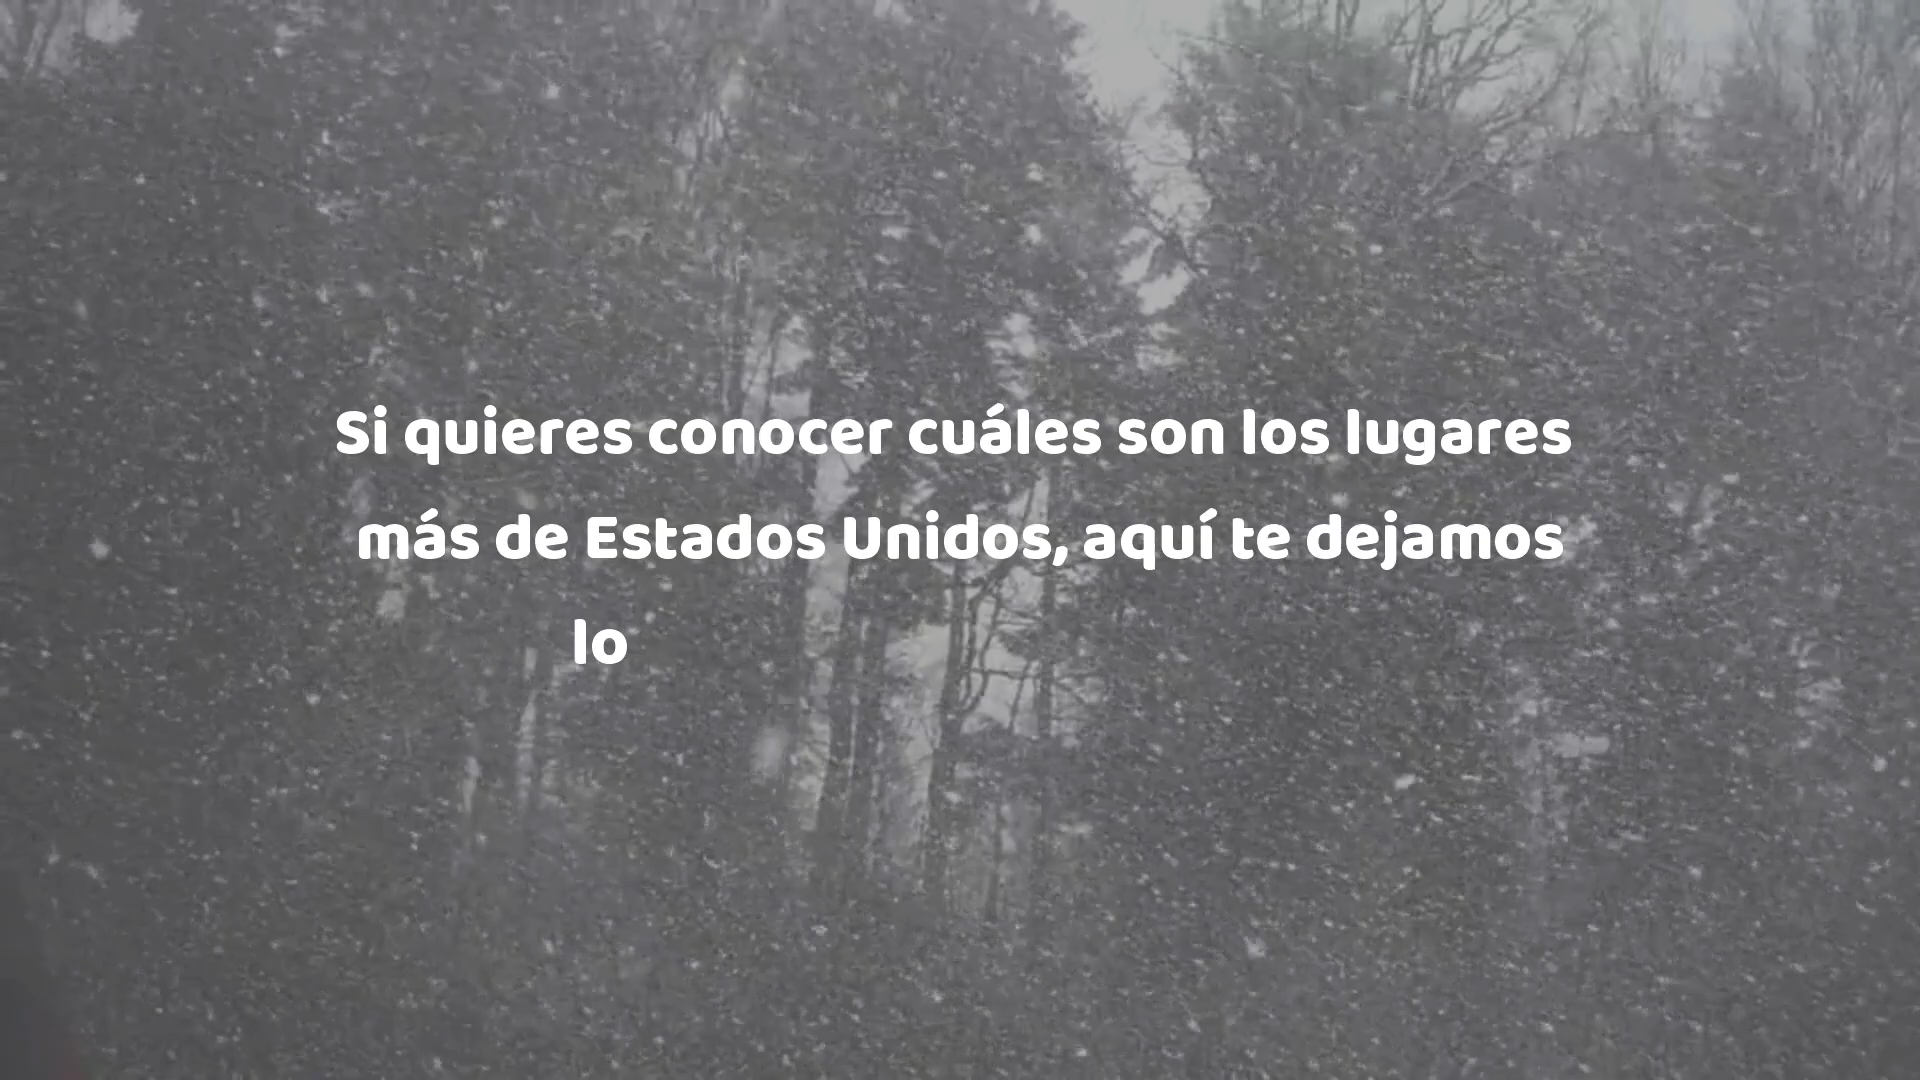 Si quieres conocer cuáles son los lugares
más de Estados Unidos, aquí te dejamos
lo